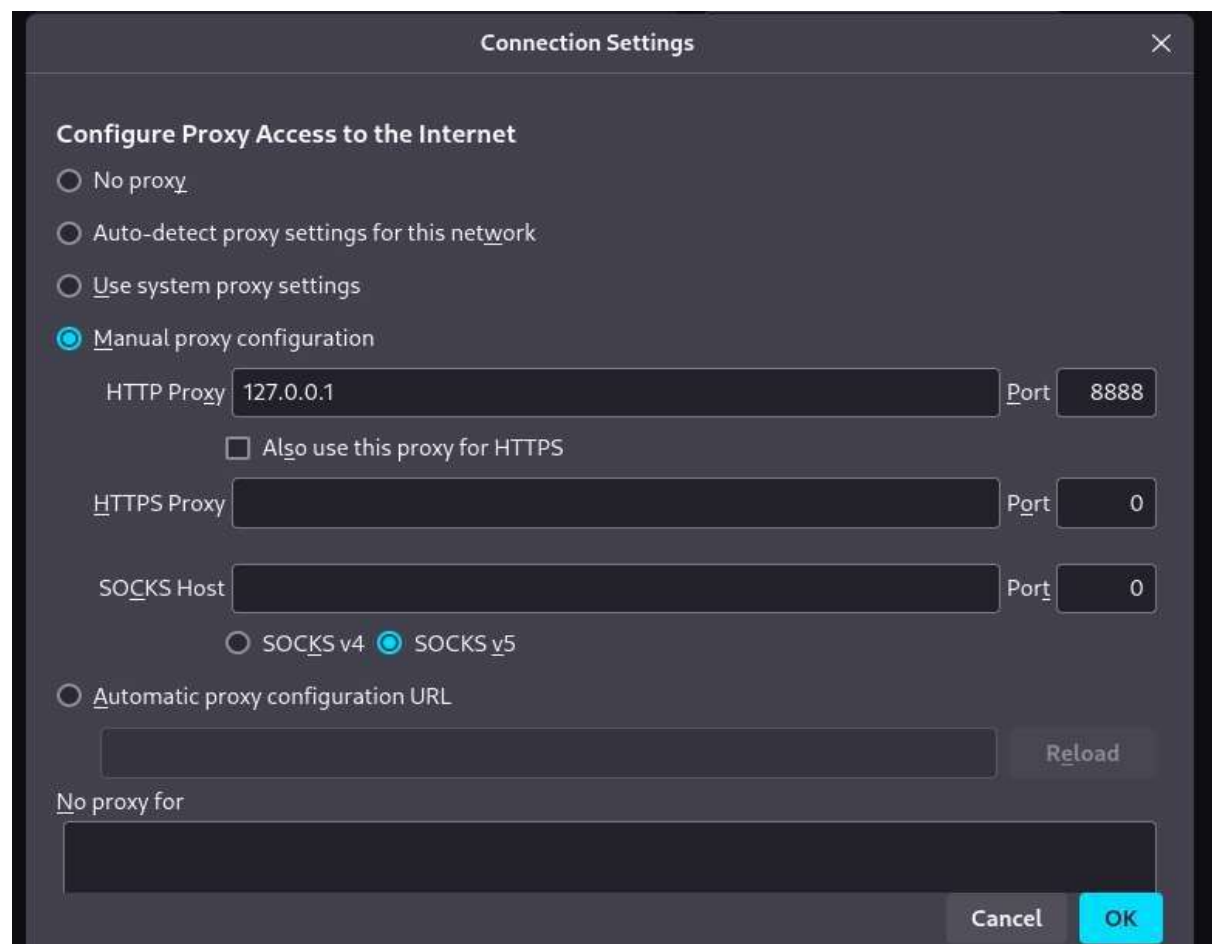 Connection Settings
Configure Proxy Access to the Internet
No proxy
Auto-detect proxy settings for this network
Use system proxy settings
Manual proxy configuration
HTTP Proxy 127.0.0.1 Port 8888
Also use this proxy for HTTPS
HTTPS Proxy Port 0
SOCKS Host Port 0
SOCKS v4 SOCKS v5
Automatic proxy configuration URL
Reload
No proxy for
Cancel OK